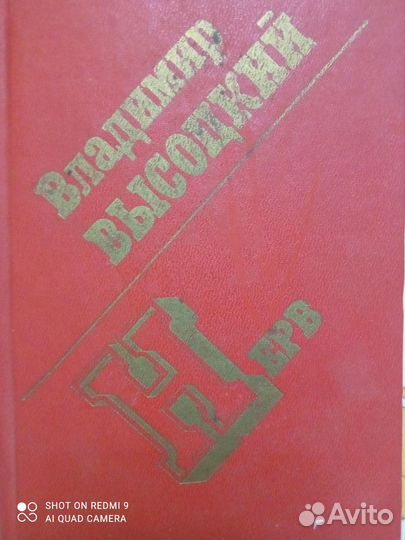 Владимир
ВЫСОЦКИЙ
НЕРВ
SHOT ON REDMI 9
AI QUAD CAMERA
Avito